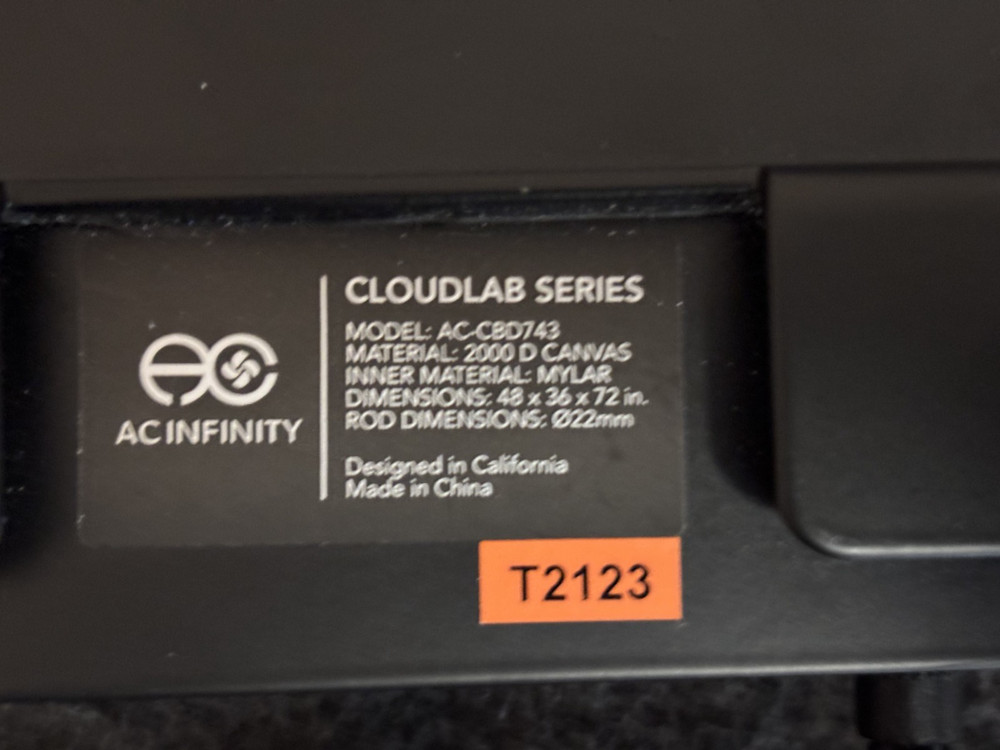 AC INFINITY
CLOUDLAB SERIES
MODEL: AC-CBD743
MATERIAL: 2000 D CANVAS
INNER MATERIAL: MYLAR
DIMENSIONS: 48 x 36 x 72 in.
ROD DIMENSIONS: Ø22mm
Designed in California
Made in China
T2123